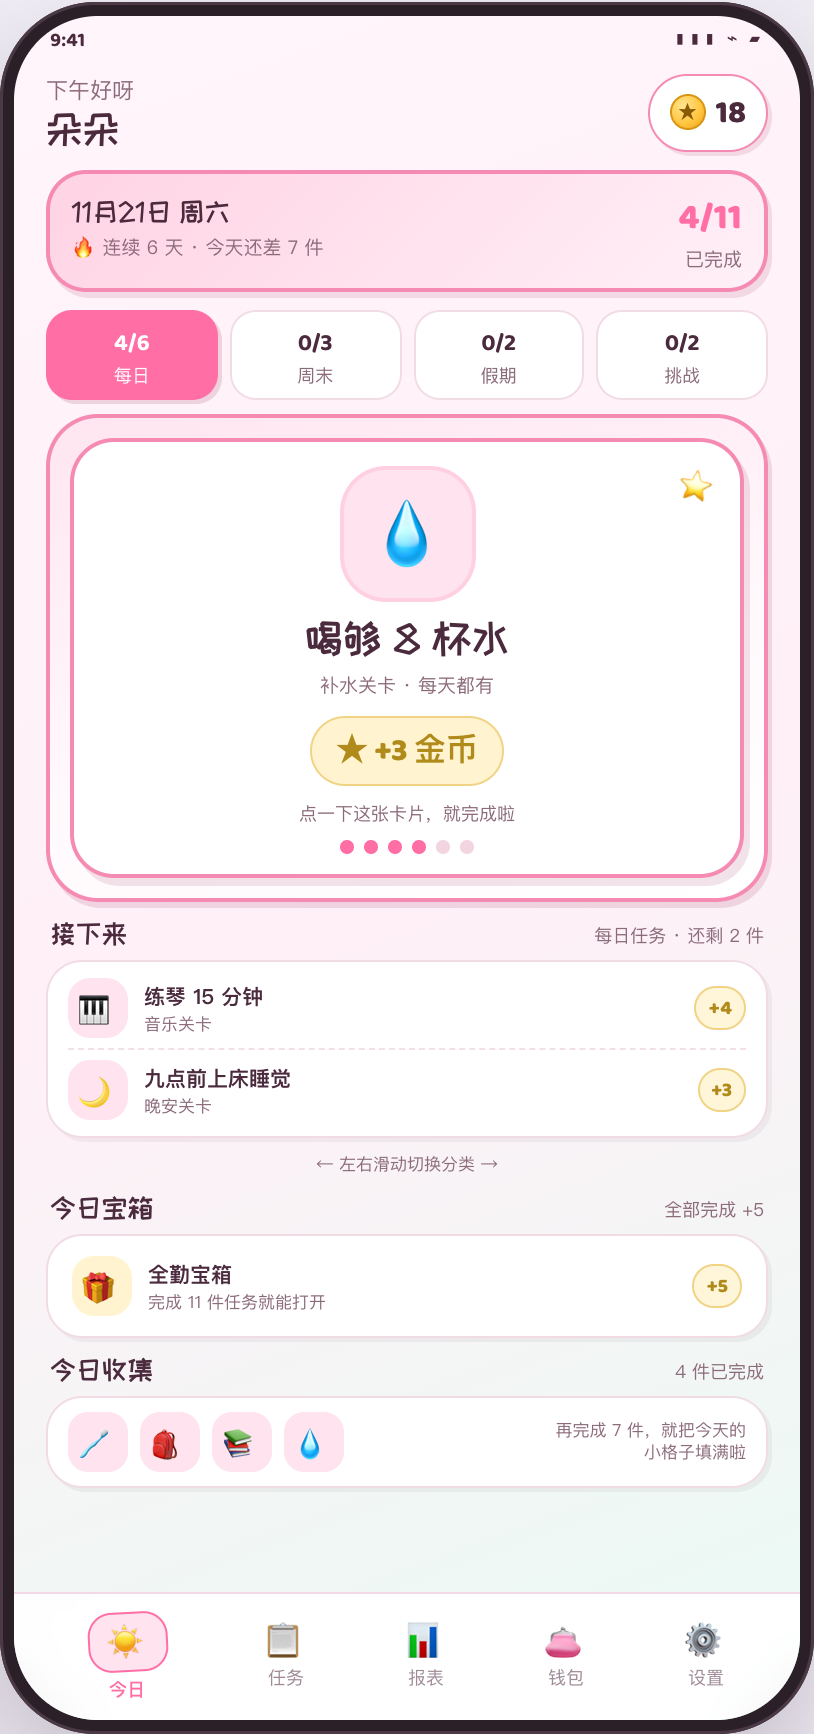 9:41
下午好呀
朵朵
18
11月21日 周六
🔥 连续 6 天 · 今天还差 7 件
4/11
已完成
4/6
每日
0/3
周末
0/2
假期
0/2
挑战
喝够 8 杯水
补水关卡 · 每天都有
★ +3 金币
点一下这张卡片，就完成啦
接下来
每日任务 · 还剩 2 件
练琴 15 分钟
音乐关卡
+4
九点前上床睡觉
晚安关卡
+3
← 左右滑动切换分类 →
今日宝箱
全部完成 +5
全勤宝箱
完成 11 件任务就能打开
+5
今日收集
4 件已完成
再完成 7 件，就把今天的
小格子填满啦
今日
任务
报表
钱包
设置